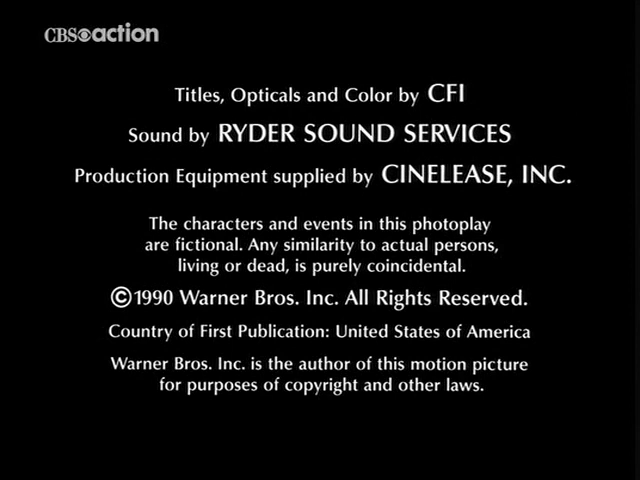 CBS action
Titles, Opticals and Color by CFI
Sound by RYDER SOUND SERVICES
Production Equipment supplied by CINELEASE, INC.
The characters and events in this photoplay
are fictional. Any similarity to actual persons,
living or dead, is purely coincidental.
©1990 Warner Bros. Inc. All Rights Reserved.
Country of First Publication: United States of America
Warner Bros. Inc. is the author of this motion picture
for purposes of copyright and other laws.